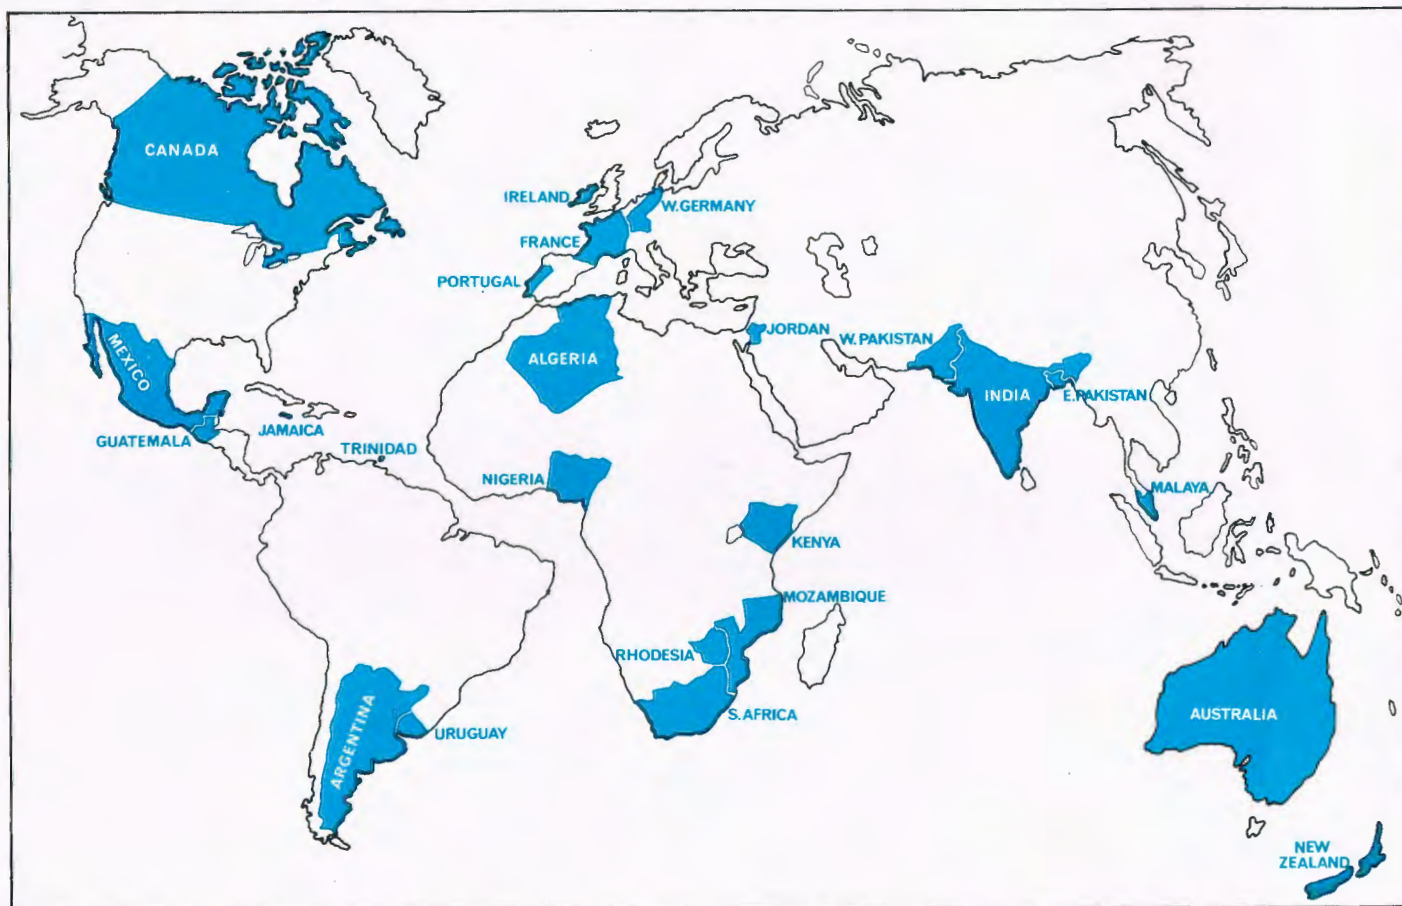 CANADA
IRELAND
W.GERMANY
FRANCE
PORTUGAL
MEXICO
ALGERIA
JORDAN
W. PAKISTAN
INDIA
E.PAKISTAN
GUATEMALA
JAMAICA
TRINIDAD
NIGERIA
MALAYA
KENYA
MOZAMBIQUE
RHODESIA
S. AFRICA
ARGENTINA
URUGUAY
AUSTRALIA
NEW
ZEALAND